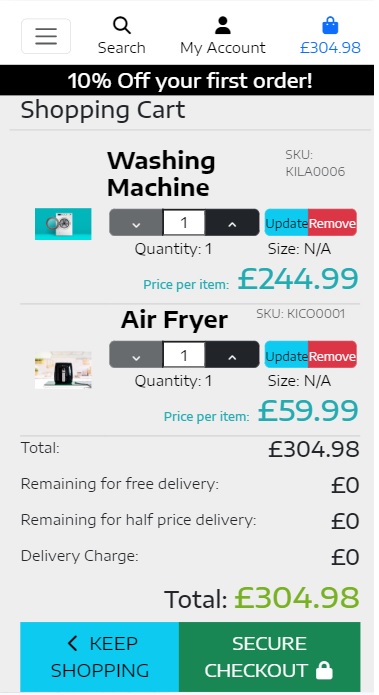 Search
My Account
£304.98
10% Off your first order!
Shopping Cart
Washing
Machine
SKU:
KILA0006
1
Update Remove
Quantity: 1
Size: N/A
Price per item: £244.99
Air Fryer
SKU: KICO0001
1
Update Remove
Quantity: 1
Size: N/A
Price per item: £59.99
Total: £304.98
Remaining for free delivery: £0
Remaining for half price delivery: £0
Delivery Charge: £0
Total: £304.98
KEEP
SHOPPING
SECURE
CHECKOUT